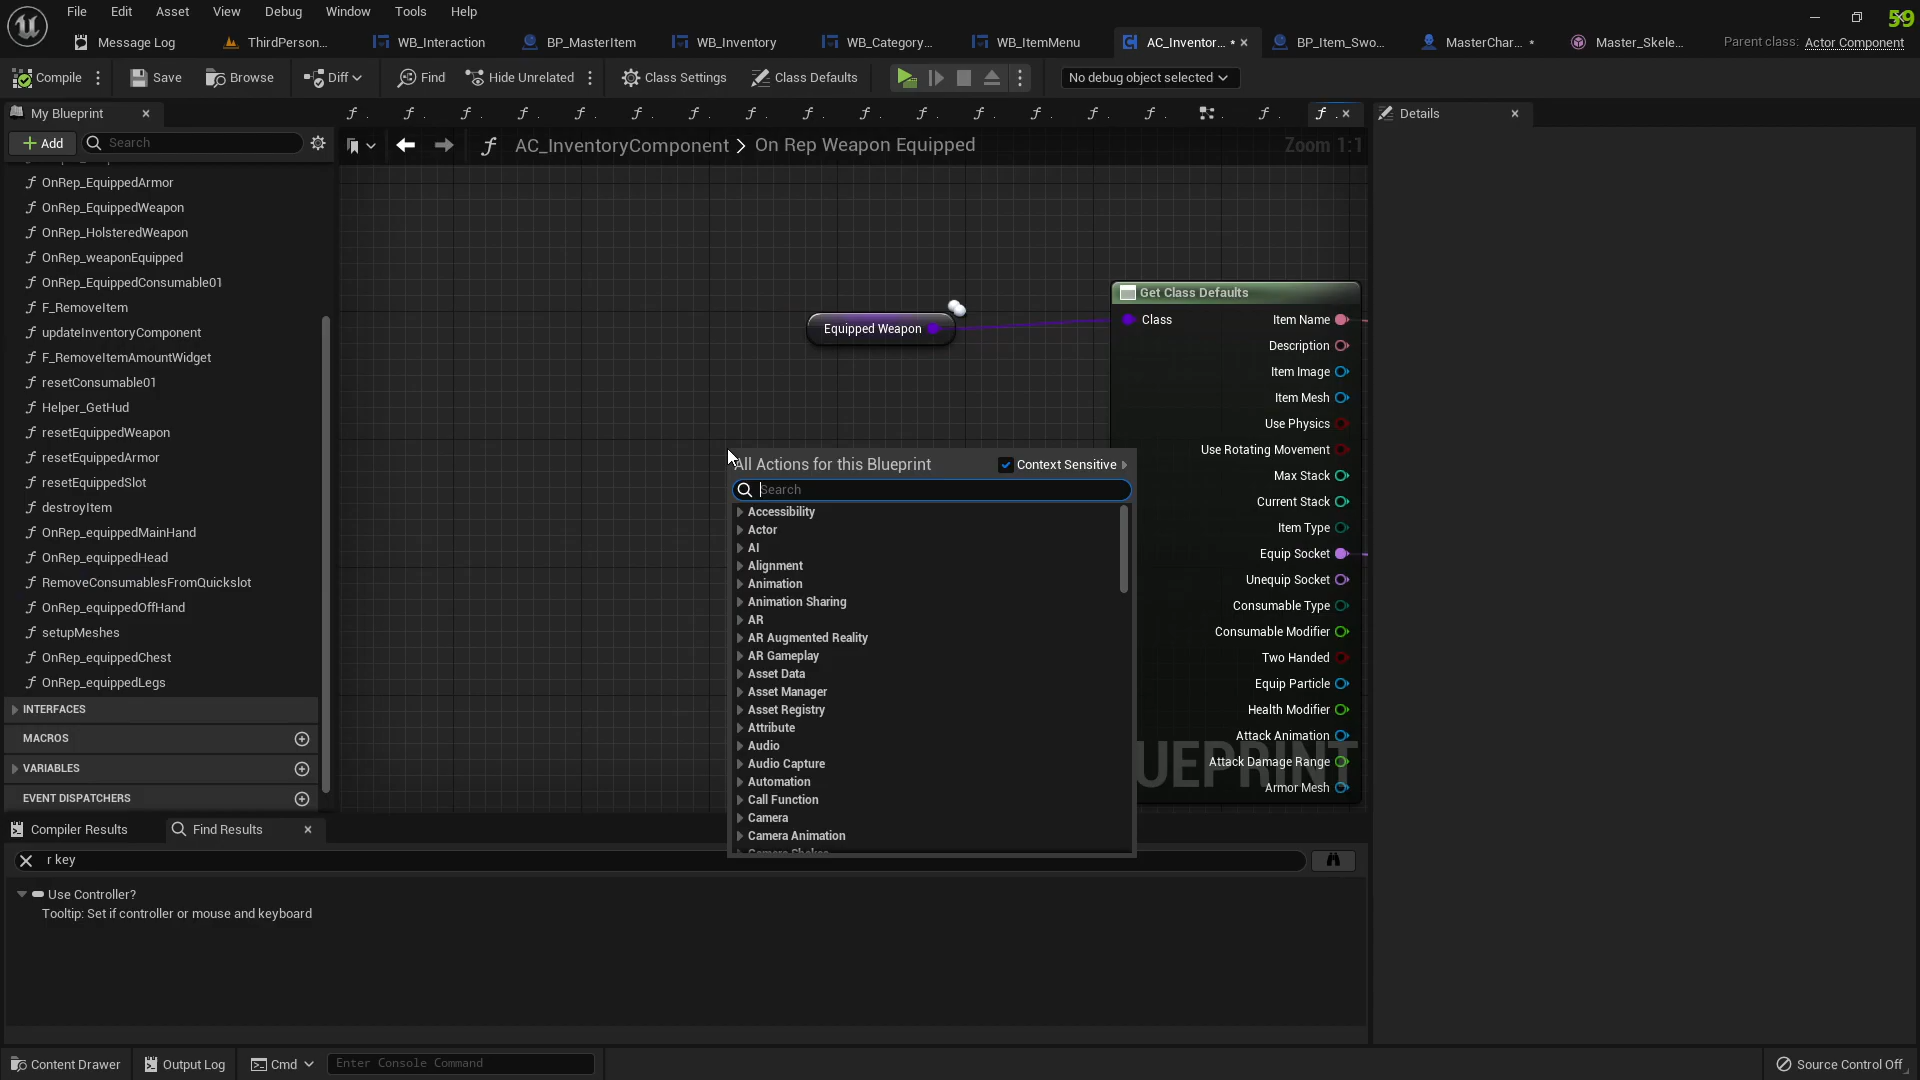 File Edit Asset View Debug Window Tools Help
59
Message Log ThirdPerson... WB_Interaction BP_MasterItem WB_Inventory WB_Category... WB_ItemMenu AC_Inventor... * BP_Item_Swo... MasterChar... * Master_Skele... Parent class: Actor Component
Compile Save Browse Diff Find Hide Unrelated Class Settings Class Defaults No debug object selected
My Blueprint
Details
Add Search
AC_InventoryComponent > On Rep Weapon Equipped Zoom 1:1
OnRep_EquippedArmor
OnRep_EquippedWeapon
OnRep_HolsteredWeapon
OnRep_weaponEquipped
OnRep_EquippedConsumable01
F_RemoveItem
updateInventoryComponent
F_RemoveItemAmountWidget
resetConsumable01
Helper_GetHud
resetEquippedWeapon
resetEquippedArmor
resetEquippedSlot
destroyItem
OnRep_equippedMainHand
OnRep_equippedHead
RemoveConsumablesFromQuickslot
OnRep_equippedOffHand
setupMeshes
OnRep_equippedChest
OnRep_equippedLegs
INTERFACES
MACROS
VARIABLES
EVENT DISPATCHERS
Equipped Weapon
Get Class Defaults
Class Item Name
Description
Item Image
Item Mesh
Use Physics
Use Rotating Movement
Max Stack
Current Stack
Item Type
Equip Socket
Unequip Socket
Consumable Type
Consumable Modifier
Two Handed
Equip Particle
Health Modifier
Attack Animation
Attack Damage Range
Armor Mesh
UEPRINT
All Actions for this Blueprint Context Sensitive
Search
Accessibility
Actor
AI
Alignment
Animation
Animation Sharing
AR
AR Augmented Reality
AR Gameplay
Asset Data
Asset Manager
Asset Registry
Attribute
Audio
Audio Capture
Automation
Call Function
Camera
Camera Animation
Camera Shakes
Compiler Results Find Results
r key
Use Controller?
Tooltip: Set if controller or mouse and keyboard
Content Drawer Output Log Cmd Enter Console Command Source Control Off